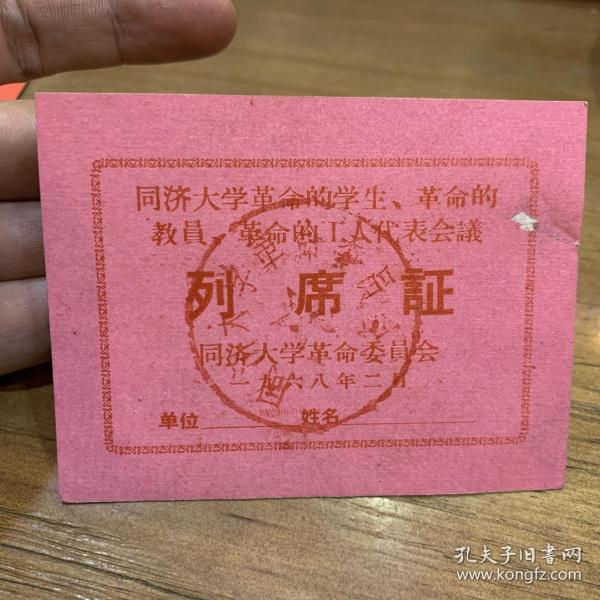 同济大学革命的学生、革命的
教員、革命的工人代表会議
列席証
同济大学革命委員会
一九六八年二月
单位 姓名
孔夫子旧書网
www.kongfz.com